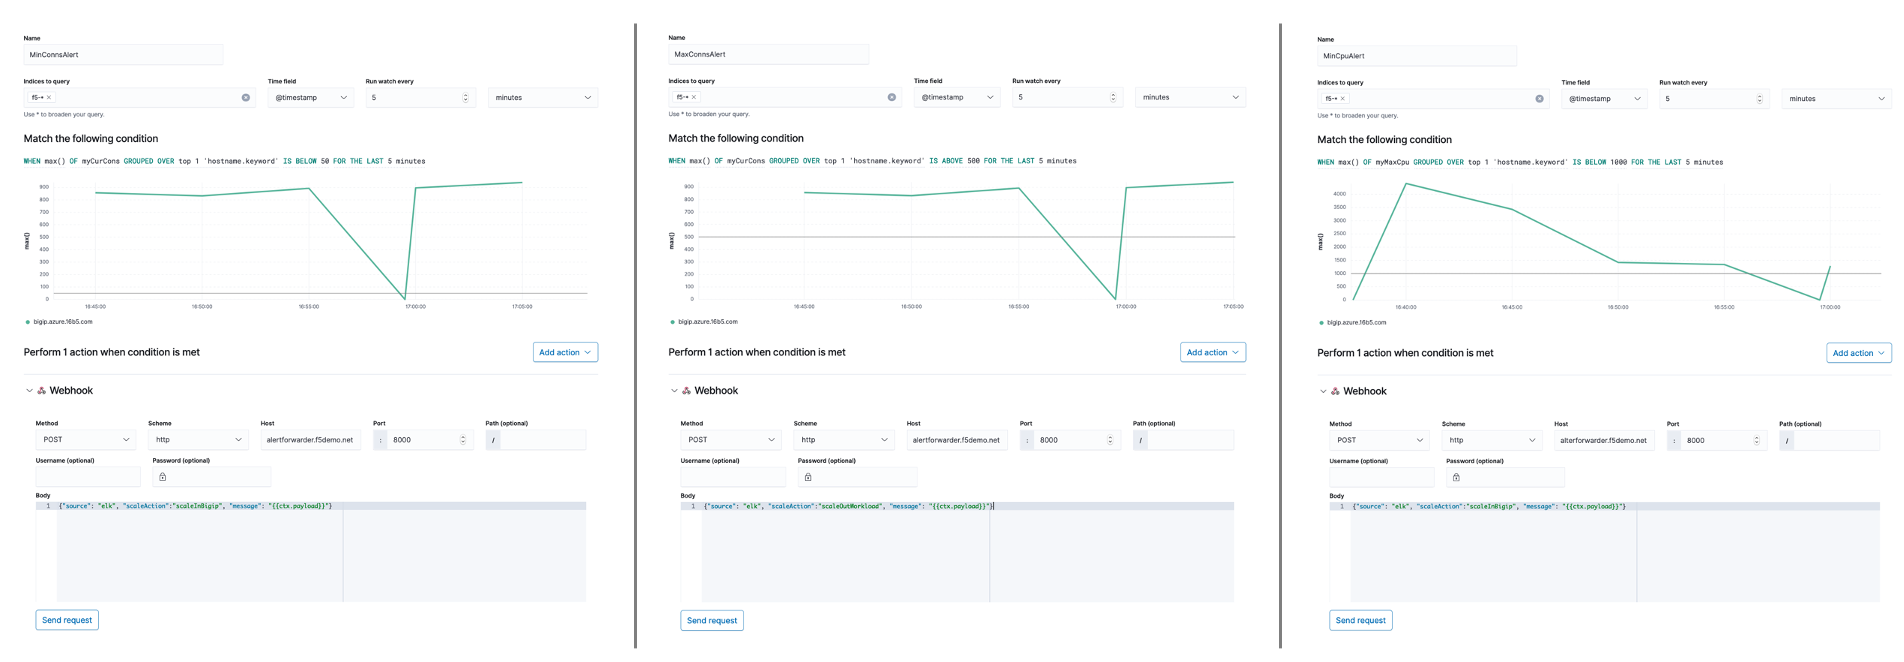 Name
MinConnsAlert
Indices to query
Time field
Run watch every
f5-* ×
@timestamp
5
minutes
Use * to broaden your query.
Match the following condition
WHEN max() OF myCurCons GROUPED OVER top 1 'hostname.keyword' IS BELOW 50 FOR THE LAST 5 minutes
max()
900
800
700
600
500
400
300
200
100
0
16:45:00
16:50:00
16:55:00
17:00:00
17:05:00
bigip.azure.16b5.com
Perform 1 action when condition is met
Add action
Webhook
Method
Scheme
Host
Port
Path (optional)
POST
http
alertforwarder.f5demo.net
:
8000
/
Username (optional)
Password (optional)
Body
1 {"source": "elk", "scaleAction":"scaleInBigip", "message": "{{ctx.payload}}"}
Send request
Name
MaxConnsAlert
Indices to query
Time field
Run watch every
f5-* ×
@timestamp
5
minutes
Use * to broaden your query.
Match the following condition
WHEN max() OF myCurCons GROUPED OVER top 1 'hostname.keyword' IS ABOVE 500 FOR THE LAST 5 minutes
max()
900
800
700
600
500
400
300
200
100
0
16:45:00
16:50:00
16:55:00
17:00:00
17:05:00
bigip.azure.16b5.com
Perform 1 action when condition is met
Add action
Webhook
Method
Scheme
Host
Port
Path (optional)
POST
http
alertforwarder.f5demo.net
:
8000
/
Username (optional)
Password (optional)
Body
1 {"source": "elk", "scaleAction":"scaleOutWorkload", "message": "{{ctx.payload}}"}
Send request
Name
MinCpuAlert
Indices to query
Time field
Run watch every
f5-* ×
@timestamp
5
minutes
Use * to broaden your query.
Match the following condition
WHEN max() OF myMaxCpu GROUPED OVER top 1 'hostname.keyword' IS BELOW 1000 FOR THE LAST 5 minutes
max()
4000
3500
3000
2500
2000
1500
1000
500
0
16:40:00
16:45:00
16:50:00
16:55:00
17:00:00
bigip.azure.16b5.com
Perform 1 action when condition is met
Add action
Webhook
Method
Scheme
Host
Port
Path (optional)
POST
http
alterforwarder.f5demo.net
:
8000
/
Username (optional)
Password (optional)
Body
1 {"source": "elk", "scaleAction":"scaleInBigip", "message": "{{ctx.payload}}"}
Send request